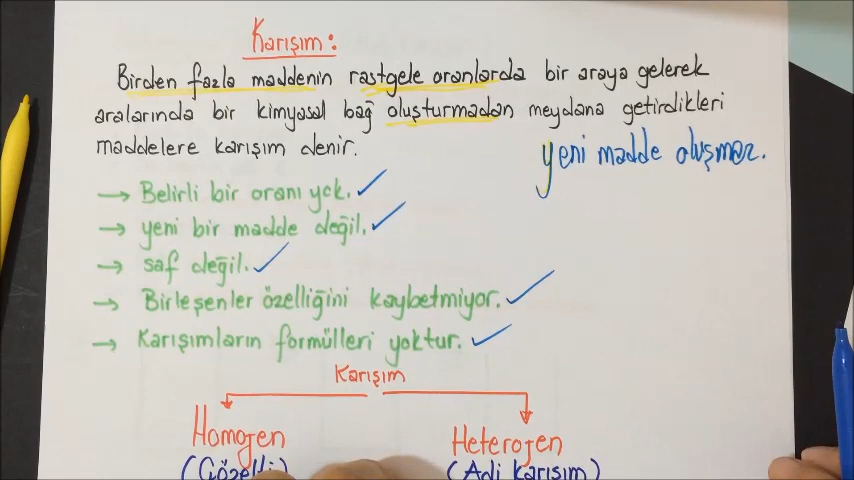 Karışım:
Birden fazla maddenin rastgele oranlarda bir araya gelerek
aralarında bir kimyasal bağ oluşturmadan meydana getirdikleri
maddelere karışım denir.
yeni madde oluşmaz.
→ Belirli bir oranı yok.
→ yeni bir madde değil.
→ saf değil.
→ Birleşenler özelliğini kaybetmiyor.
→ Karışımların formülleri yoktur.
Karışım
Homojen Heterojen
(Adi karışım)